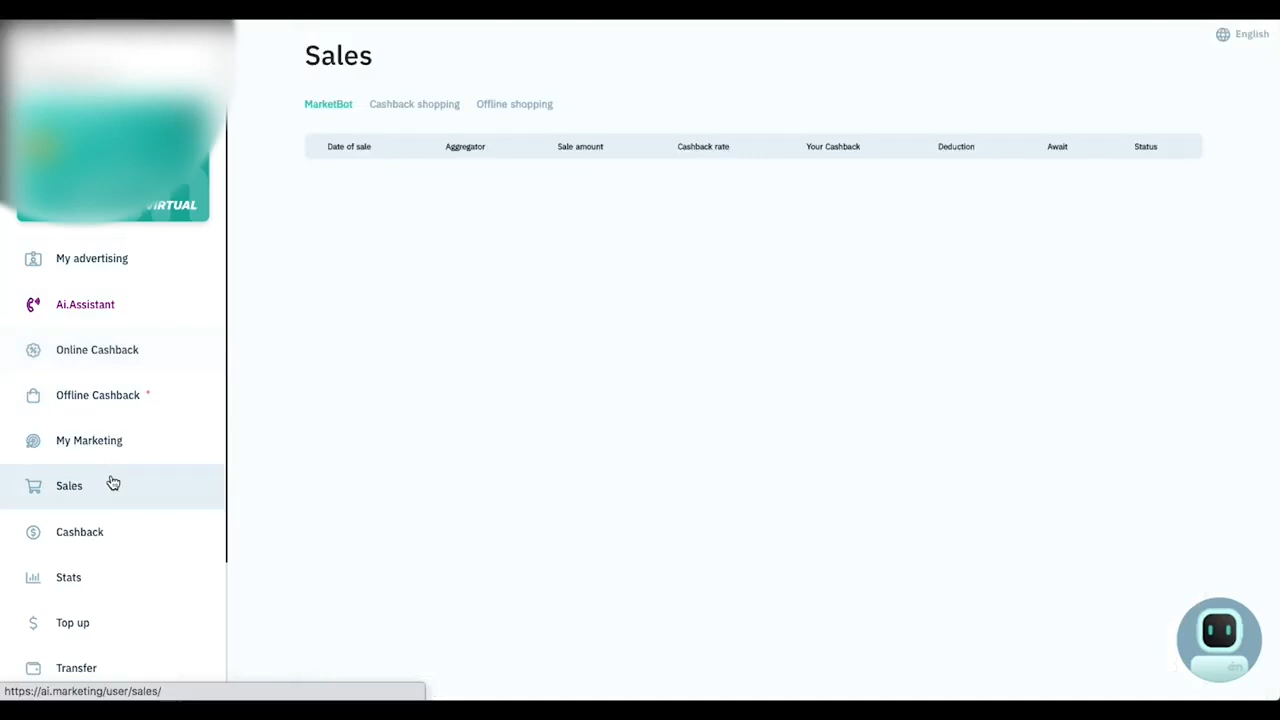 English
Sales
MarketBot Cashback shopping Offline shopping
Date of sale Aggregator Sale amount Cashback rate Your Cashback Deduction Await Status
VIRTUAL
My advertising
Ai.Assistant
Online Cashback
Offline Cashback *
My Marketing
Sales
Cashback
Stats
Top up
Transfer
https://ai.marketing/user/sales/